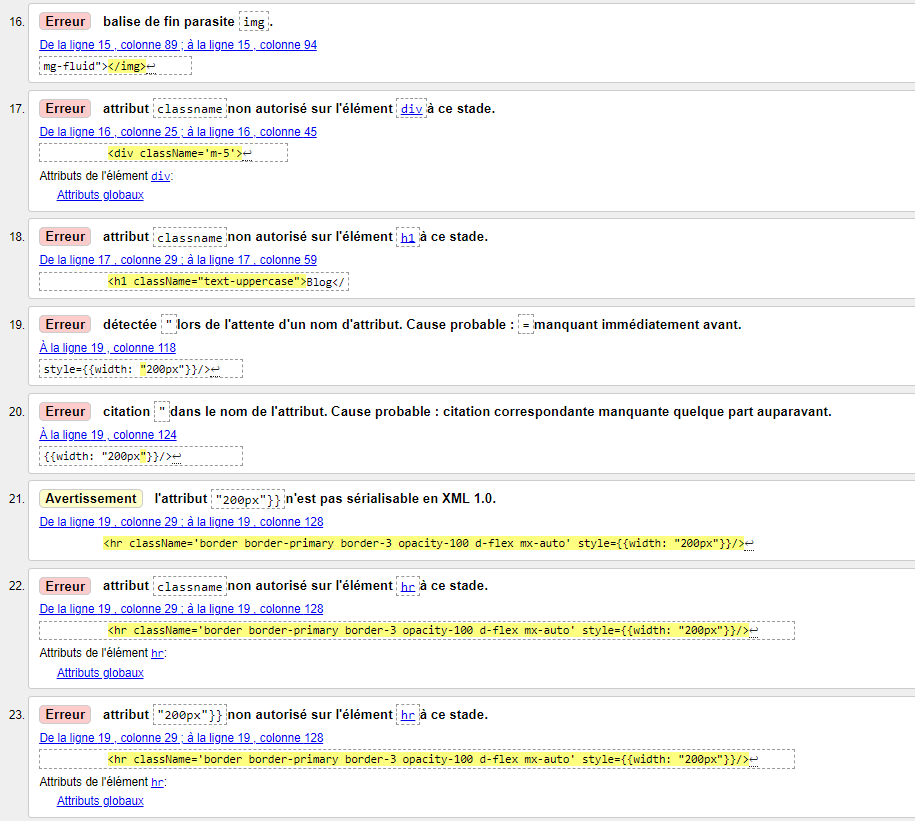 16. Erreur balise de fin parasite img.
De la ligne 15 , colonne 89 ; à la ligne 15 , colonne 94
mg-fluid"></img>↩
17. Erreur attribut classname non autorisé sur l'élément div à ce stade.
De la ligne 16 , colonne 25 ; à la ligne 16 , colonne 45
<div className='m-5'>↩
Attributs de l'élément div:
Attributs globaux
18. Erreur attribut classname non autorisé sur l'élément h1 à ce stade.
De la ligne 17 , colonne 29 ; à la ligne 17 , colonne 59
<h1 className="text-uppercase">Blog</
19. Erreur détectée " lors de l'attente d'un nom d'attribut. Cause probable : = manquant immédiatement avant.
À la ligne 19 , colonne 118
style={{width: "200px"}}/>↩
20. Erreur citation " dans le nom de l'attribut. Cause probable : citation correspondante manquante quelque part auparavant.
À la ligne 19 , colonne 124
{{width: "200px"}}/>↩
21. Avertissement l'attribut "200px"}} n'est pas sérialisable en XML 1.0.
De la ligne 19 , colonne 29 ; à la ligne 19 , colonne 128
<hr className='border border-primary border-3 opacity-100 d-flex mx-auto' style={{width: "200px"}}/>↩
22. Erreur attribut classname non autorisé sur l'élément hr à ce stade.
De la ligne 19 , colonne 29 ; à la ligne 19 , colonne 128
<hr className='border border-primary border-3 opacity-100 d-flex mx-auto' style={{width: "200px"}}/>↩
Attributs de l'élément hr:
Attributs globaux
23. Erreur attribut "200px"}} non autorisé sur l'élément hr à ce stade.
De la ligne 19 , colonne 29 ; à la ligne 19 , colonne 128
<hr className='border border-primary border-3 opacity-100 d-flex mx-auto' style={{width: "200px"}}/>↩
Attributs de l'élément hr:
Attributs globaux